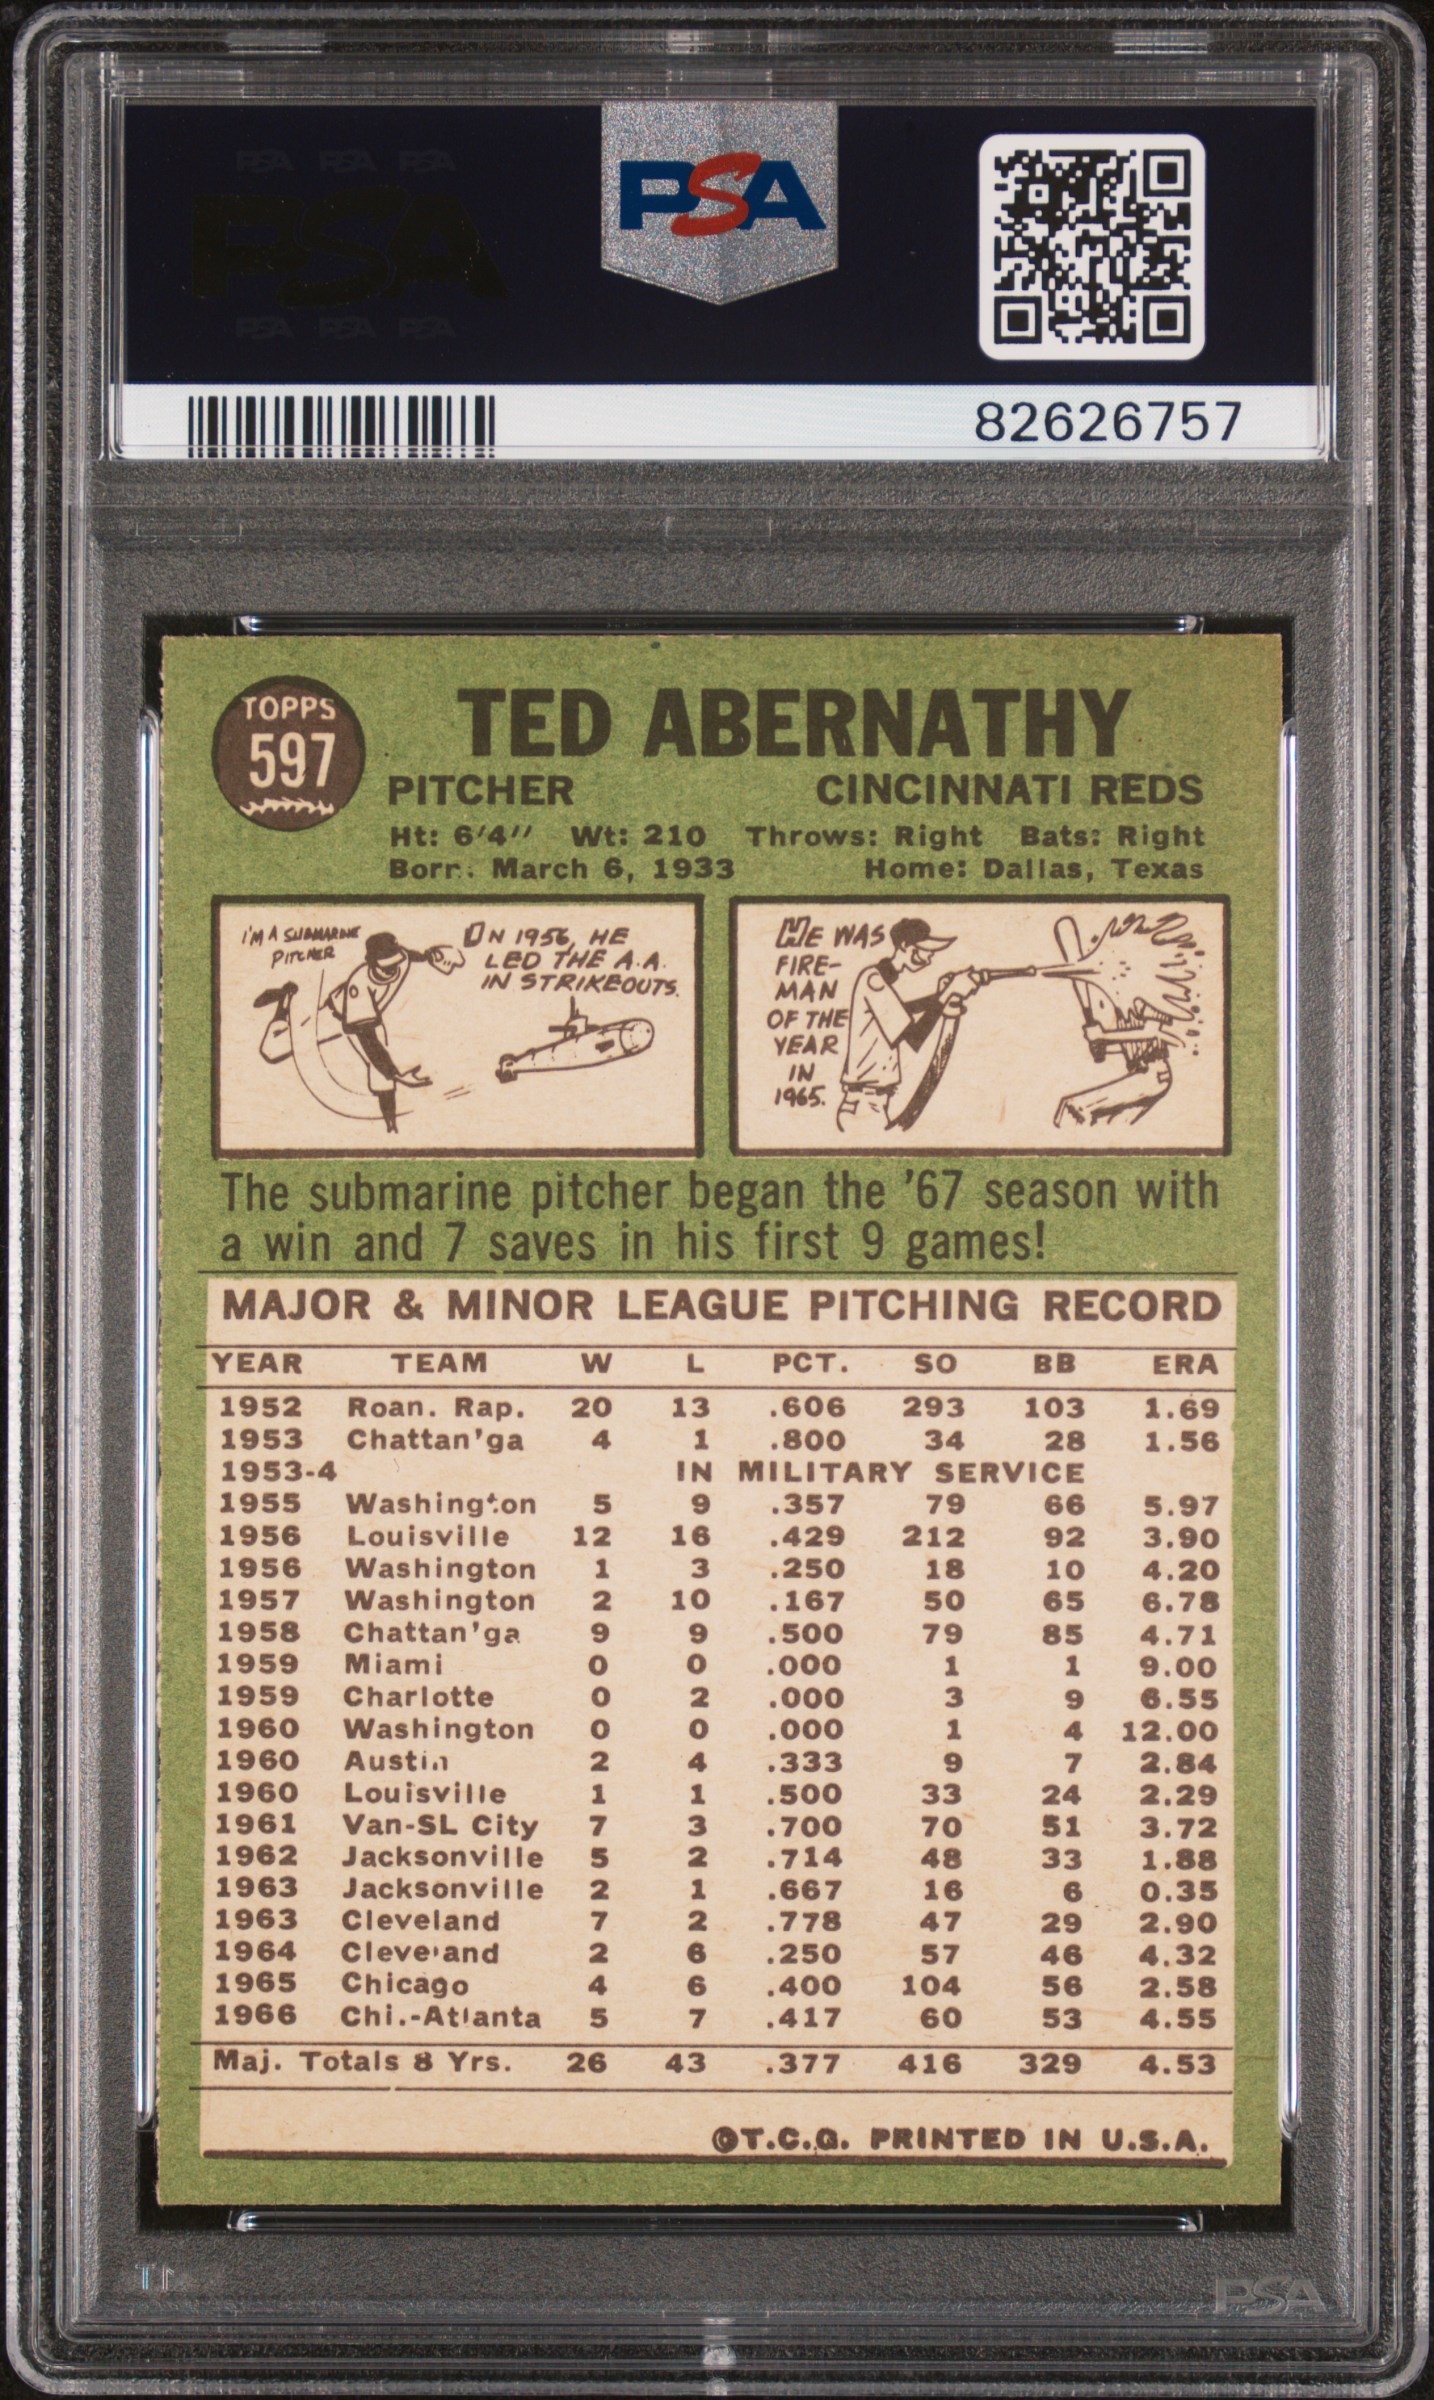 PSA PSA PSA
PSA
PSA PSA PSA
PSA
82626757
TOPPS
597
TED ABERNATHY
PITCHER CINCINNATI REDS
Ht: 6'4" Wt: 210 Throws: Right Bats: Right
Born: March 6, 1933 Home: Dallas, Texas
I'M A SUBMARINE
PITCHER
IN 1956, HE
LED THE A.A.
IN STRIKEOUTS.
HE WAS
FIRE-
MAN
OF THE
YEAR
IN
1965.
The submarine pitcher began the '67 season with
a win and 7 saves in his first 9 games!
MAJOR & MINOR LEAGUE PITCHING RECORD
YEAR TEAM W L PCT. SO BB ERA
1952 Roan. Rap. 20 13 .606 293 103 1.69
1953 Chattan'ga 4 1 .800 34 28 1.56
1953-4 IN MILITARY SERVICE
1955 Washington 5 9 .357 79 66 5.97
1956 Louisville 12 16 .429 212 92 3.90
1956 Washington 1 3 .250 18 10 4.20
1957 Washington 2 10 .167 50 65 6.78
1958 Chattan'ga 9 9 .500 79 85 4.71
1959 Miami 0 0 .000 1 1 9.00
1959 Charlotte 0 2 .000 3 9 6.55
1960 Washington 0 0 .000 1 4 12.00
1960 Austin 2 4 .333 9 7 2.84
1960 Louisville 1 1 .500 33 24 2.29
1961 Van-SL City 7 3 .700 70 51 3.72
1962 Jacksonville 5 2 .714 48 33 1.88
1963 Jacksonville 2 1 .667 16 6 0.35
1963 Cleveland 7 2 .778 47 29 2.90
1964 Cleveland 2 6 .250 57 46 4.32
1965 Chicago 4 6 .400 104 56 2.58
1966 Chi.-Atlanta 5 7 .417 60 53 4.55
Maj. Totals 8 Yrs. 26 43 .377 416 329 4.53
©T.C.G. PRINTED IN U.S.A.
PSA